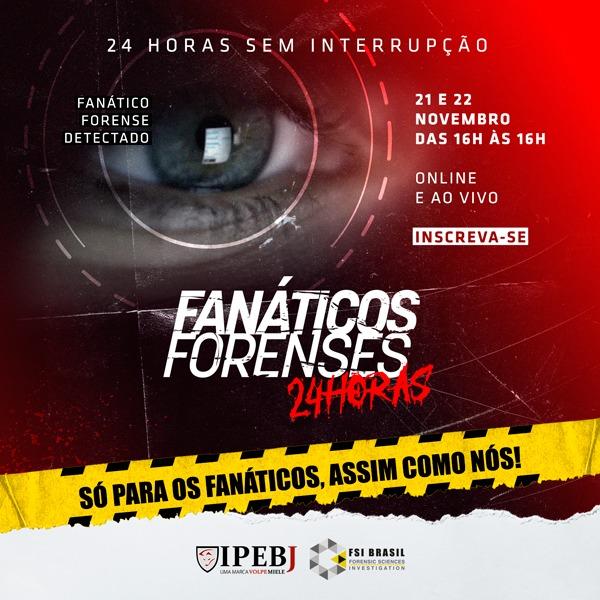 24 HORAS SEM INTERRUPÇÃO
FANÁTICO
FORENSE
DETECTADO
21 E 22
NOVEMBRO
DAS 16H ÀS 16H
ONLINE
E AO VIVO
INSCREVA-SE
FANÁTICOS
FORENSES
24HORAS
SÓ PARA OS FANÁTICOS, ASSIM COMO NÓS!
IPEBJ
UMA MARCA VOLPE MIELE
FSI BRASIL
FORENSIC SCIENCES
INVESTIGATION